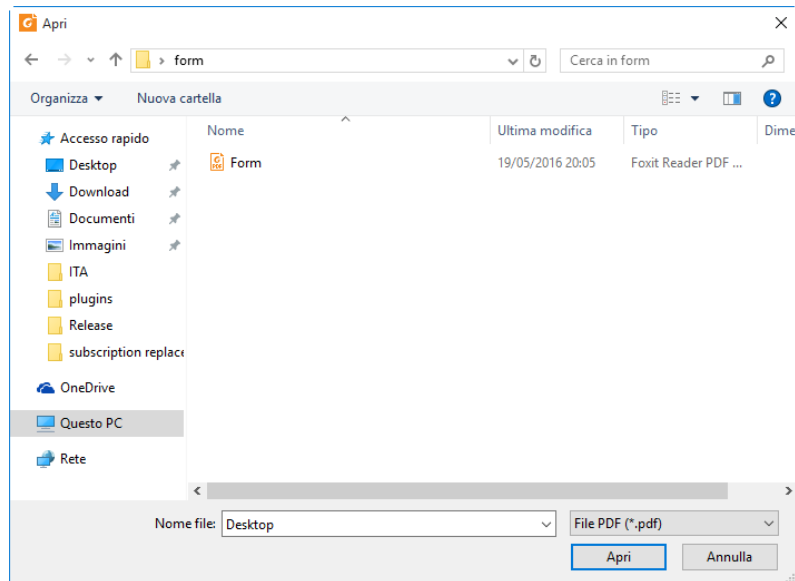 Apri
form
Cerca in form
Organizza
Nuova cartella
Nome
Ultima modifica
Tipo
Dime
Accesso rapido
Desktop
Download
Documenti
Immagini
ITA
plugins
Release
subscription replace
OneDrive
Questo PC
Rete
Form
19/05/2016 20:05
Foxit Reader PDF ...
Nome file:
Desktop
File PDF (*.pdf)
Apri
Annulla